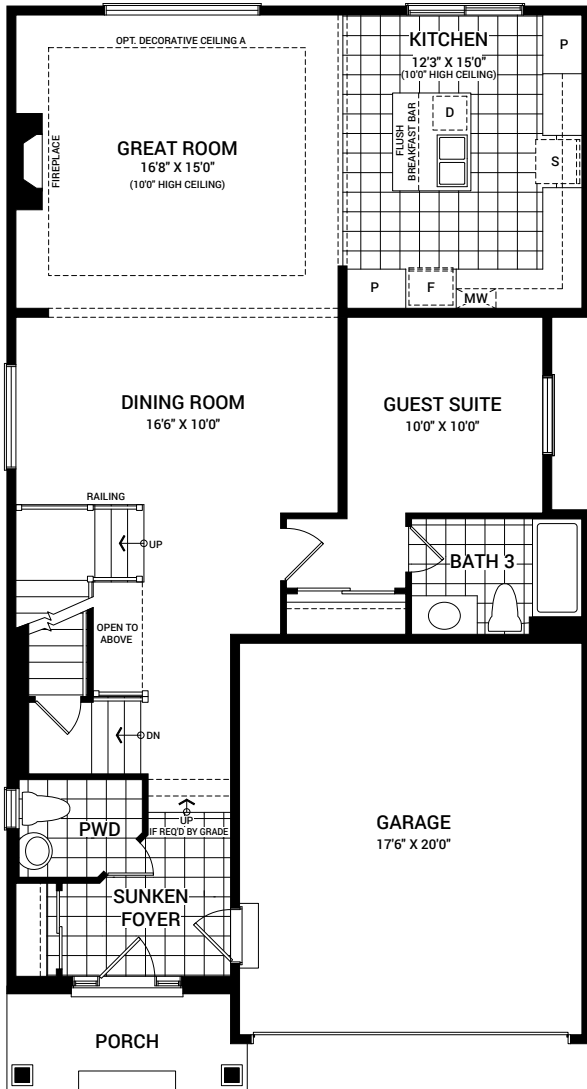 OPT. DECORATIVE CEILING A
KITCHEN
12'3" X 15'0"
(10'0" HIGH CEILING)
P
D
FLUSH
BREAKFAST BAR
S
GREAT ROOM
16'8" X 15'0"
(10'0" HIGH CEILING)
FIREPLACE
P
F
MW
DINING ROOM
16'6" X 10'0"
GUEST SUITE
10'0" X 10'0"
RAILING
UP
BATH 3
OPEN TO
ABOVE
DN
UP
IF REQ'D BY GRADE
PWD
GARAGE
17'6" X 20'0"
SUNKEN
FOYER
PORCH